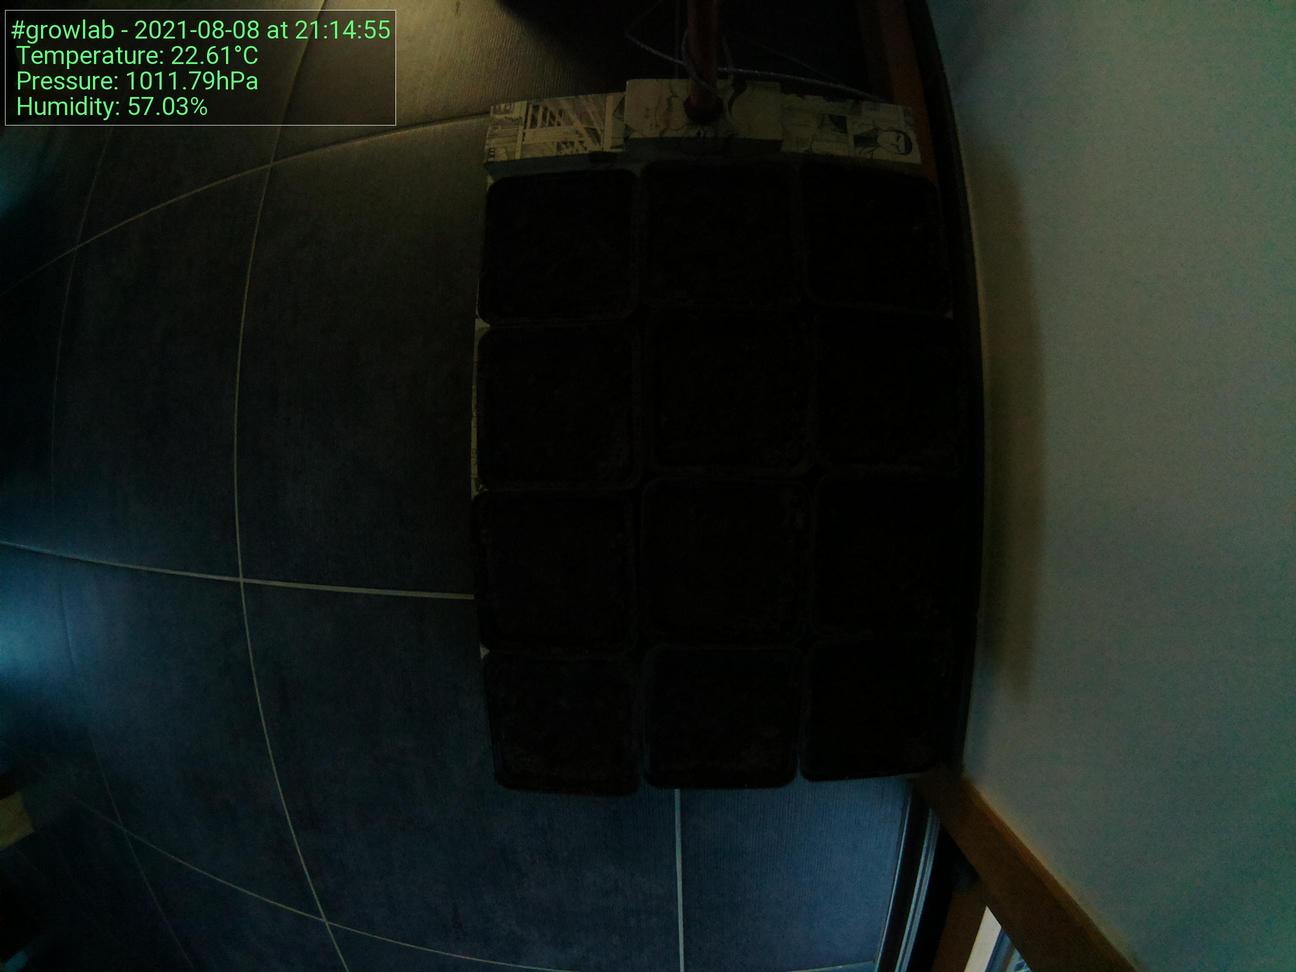 #growlab - 2021-08-08 at 21:14:55
Temperature: 22.61°C
Pressure: 1011.79hPa
Humidity: 57.03%